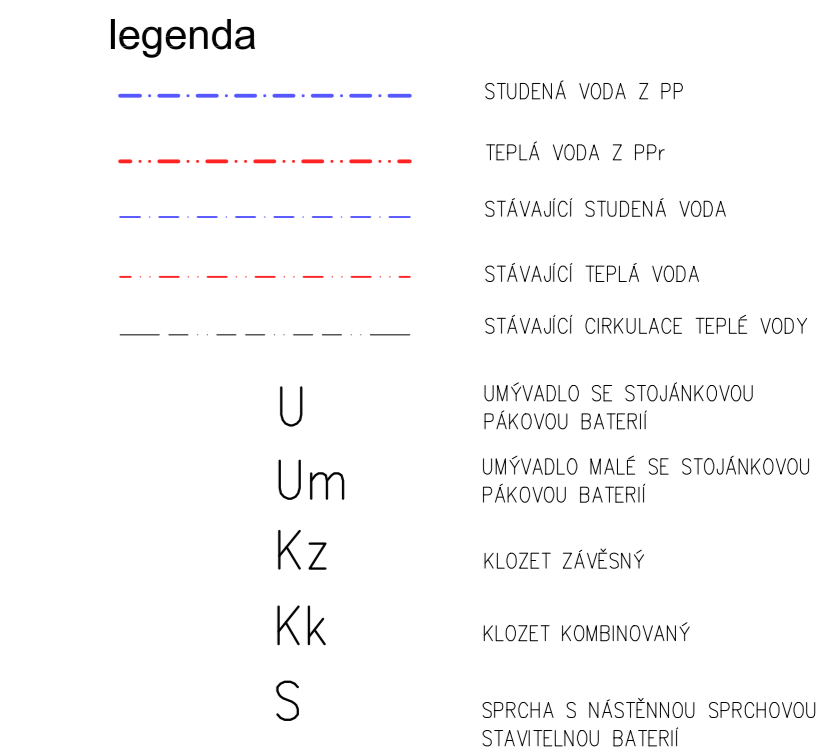 legenda
STUDENÁ VODA Z PP
TEPLÁ VODA Z PPr
STÁVAJÍCÍ STUDENÁ VODA
STÁVAJÍCÍ TEPLÁ VODA
STÁVAJÍCÍ CIRKULACE TEPLÉ VODY
U UMÝVADLO SE STOJÁNKOVOU
PÁKOVOU BATERIÍ
Um UMÝVADLO MALÉ SE STOJÁNKOVOU
PÁKOVOU BATERIÍ
Kz KLOZET ZÁVĚSNÝ
Kk KLOZET KOMBINOVANÝ
S SPRCHA S NÁSTĚNNOU SPRCHOVOU
STAVITELNOU BATERIÍ